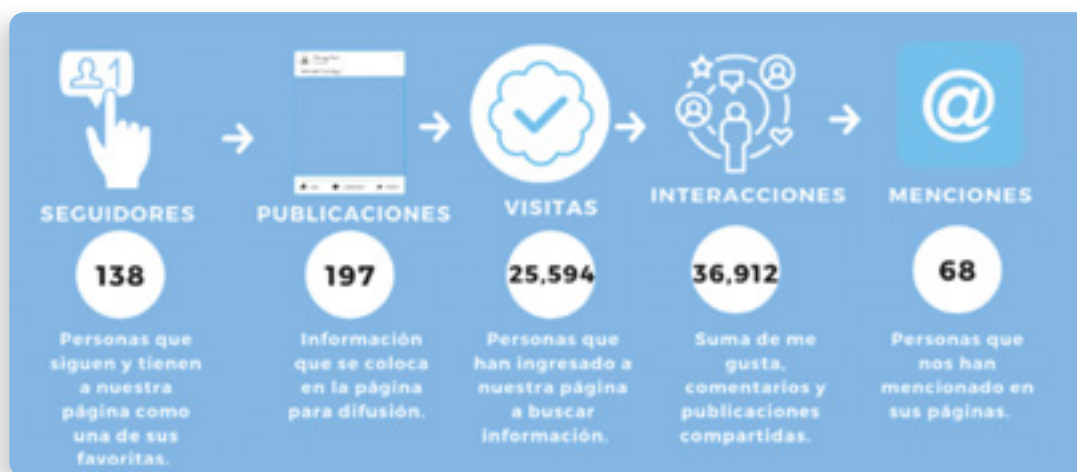 1
@
SEGUIDORES
PUBLICACIONES
VISITAS
INTERACCIONES
MENCIONES
138
197
25,594
36,912
68
Personas que
siguen y tienen
a nuestra
página como
una de sus
favoritas.
Información
que se coloca
en la página
para difusión.
Personas que
han ingresado a
nuestra página
a buscar
información.
Suma de me
gusta,
comentarios y
publicaciones
compartidas.
Personas que
nos han
mencionado en
sus páginas.